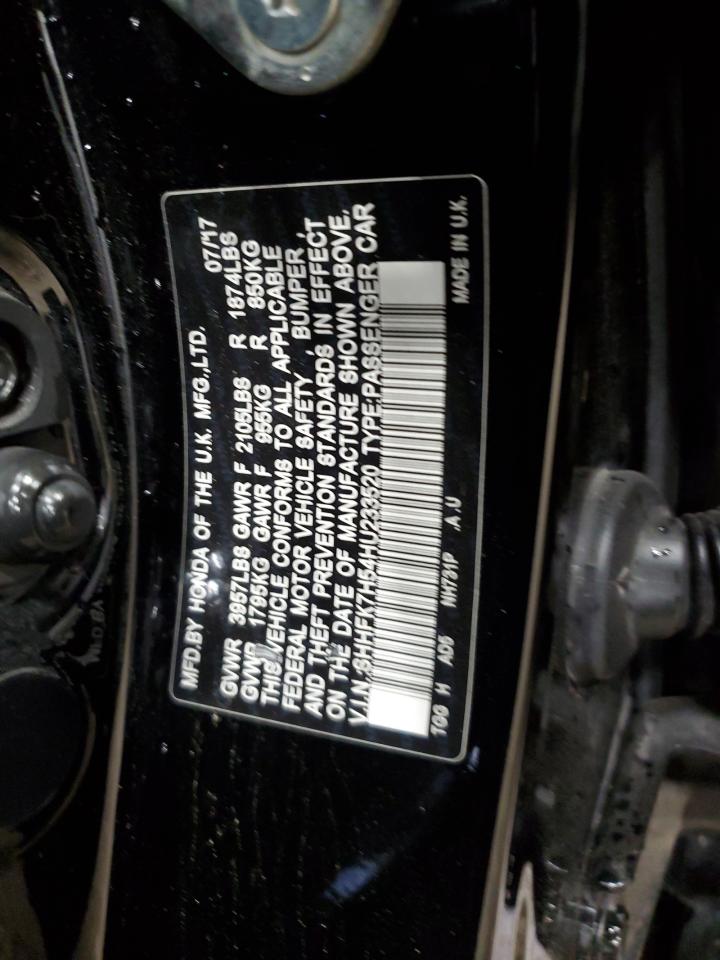 MFD.BY HONDA OF THE U.K. MFG.,LTD. 07/17
GVWR 3957LBS GAWR F 2105LBS R 1874LBS
GVWR 1795KG GAWR F 955KG R 850KG
THIS VEHICLE CONFORMS TO ALL APPLICABLE
FEDERAL MOTOR VEHICLE SAFETY , BUMPER ,
AND THEFT PREVENTION STANDARDS IN EFFECT
ON THE DATE OF MANUFACTURE SHOWN ABOVE.
V.I.N.:SHHFK7H54HU233520 TYPE:PASSENGER CAR
TGG H AD5 NH731P .A.U MADE IN U.K.